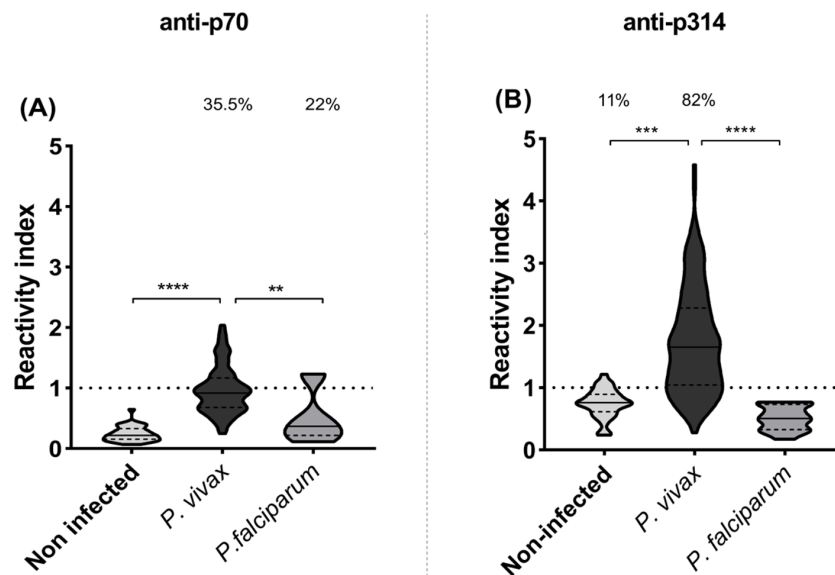 anti-p70
(A)
35.5% 22%
Reactivity index
5
4
3
2
1
0
**** **
Non infected
P. vivax
P.falciparum
anti-p314
(B)
11% 82%
Reactivity index
5
4
3
2
1
0
*** ****
Non-infected
P. vivax
P. falciparum